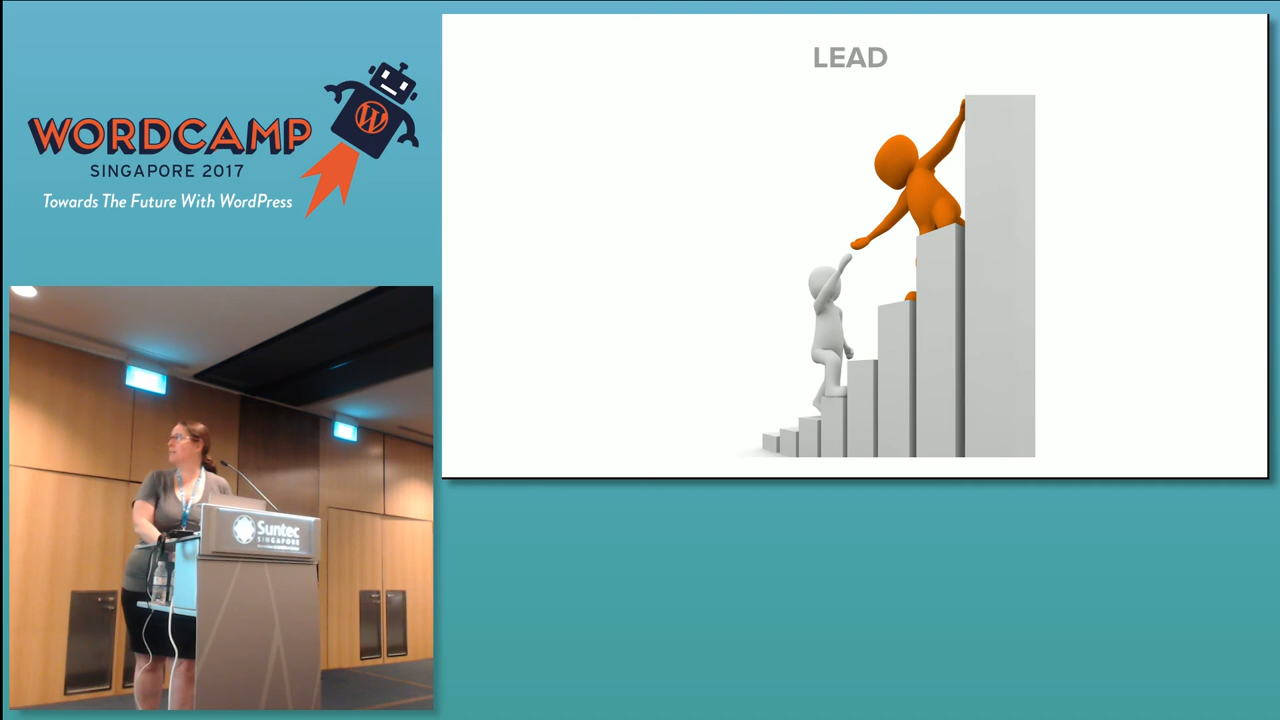 WORDCAMP
SINGAPORE 2017
Towards The Future With WordPress
LEAD
Suntec
SINGAPORE